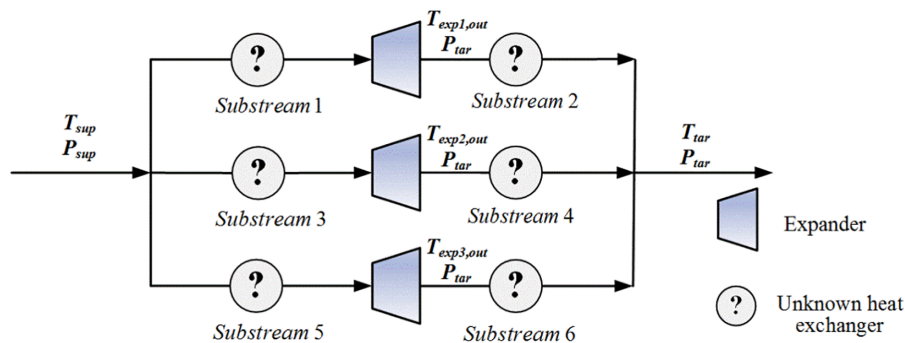 T_exp1,out
P_tar
?
?
Substream 1
Substream 2
T_sup
P_sup
T_exp2,out
P_tar
?
?
Substream 3
Substream 4
T_tar
P_tar
Expander
T_exp3,out
P_tar
?
?
Substream 5
Substream 6
?
Unknown heat
exchanger